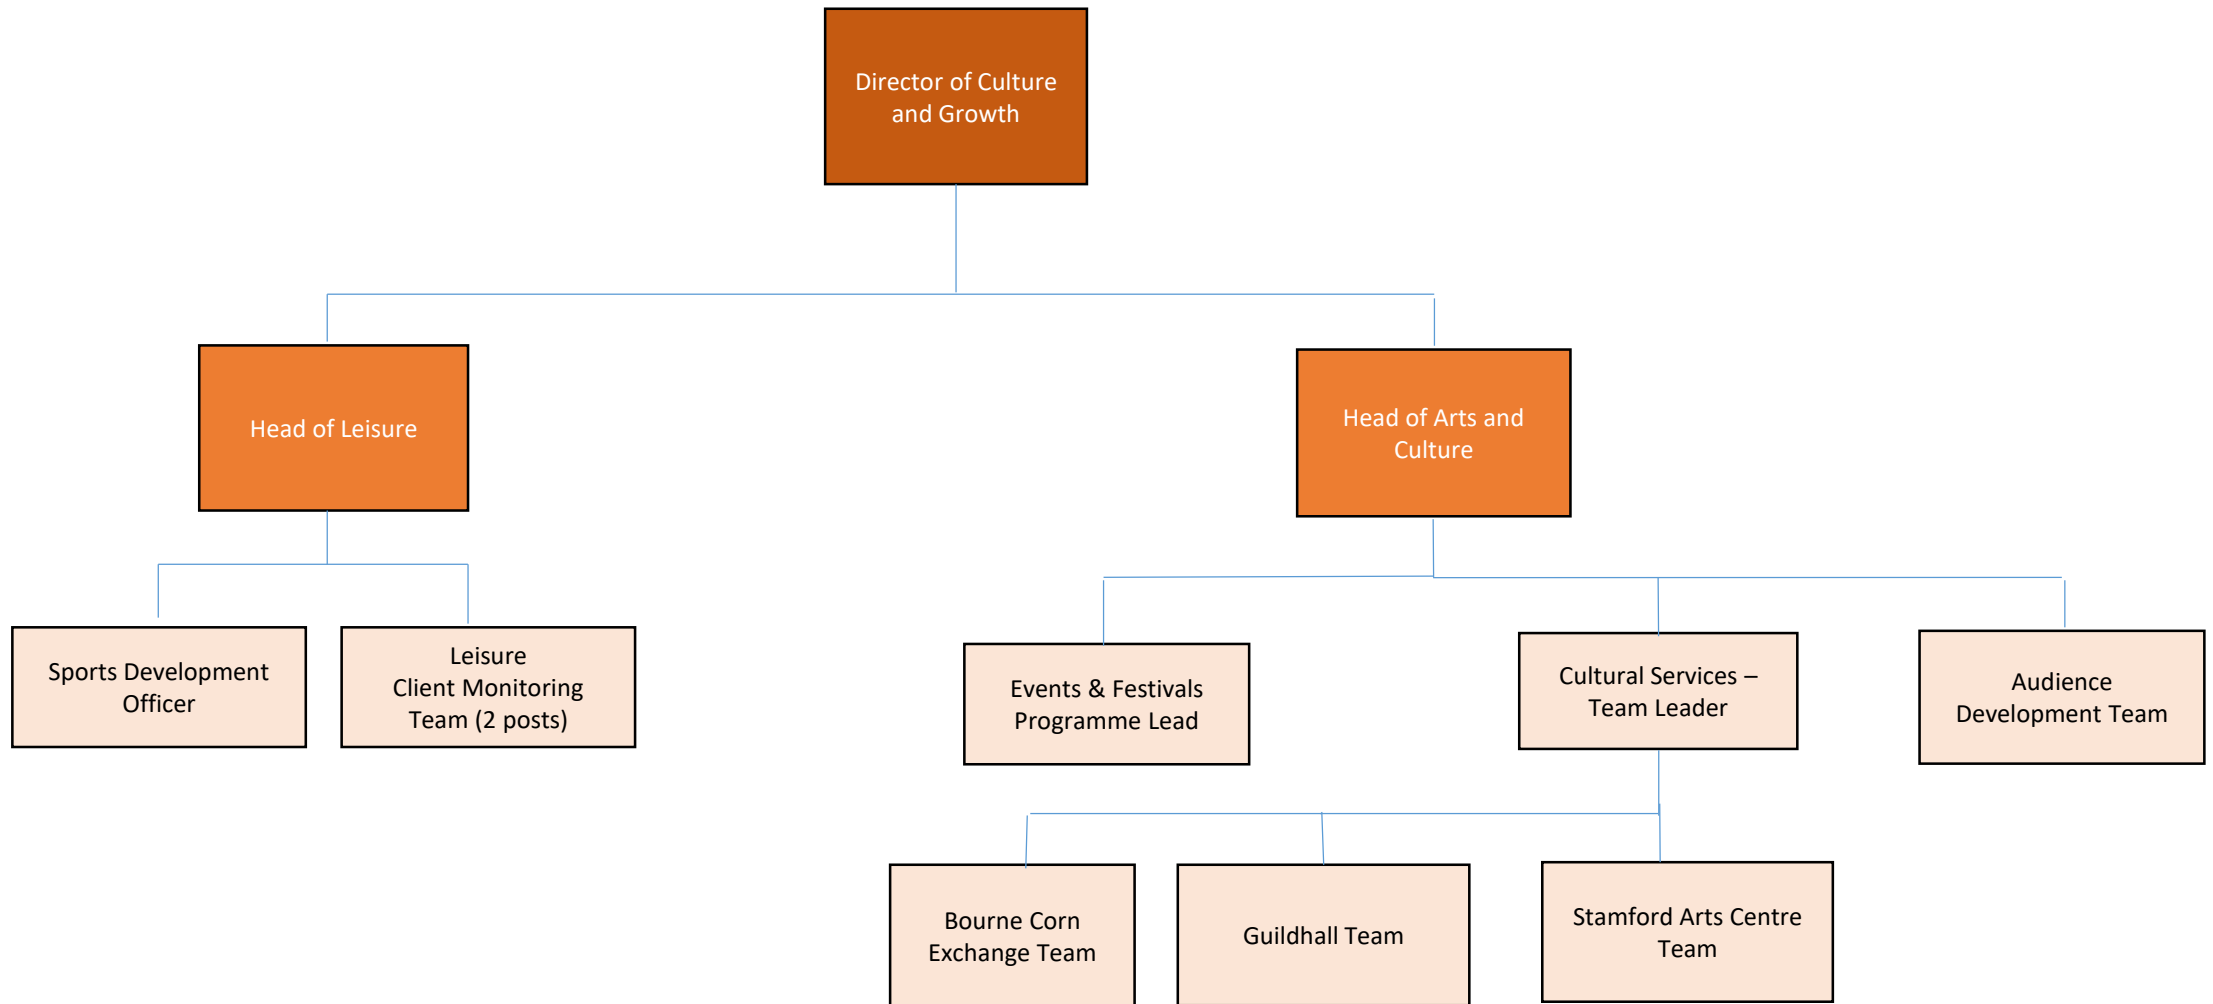 Director of Culture
and Growth
Head of Leisure
Head of Arts and
Culture
Sports Development
Officer
Leisure
Client Monitoring
Team (2 posts)
Events & Festivals
Programme Lead
Cultural Services –
Team Leader
Audience
Development Team
Bourne Corn
Exchange Team
Guildhall Team
Stamford Arts Centre
Team